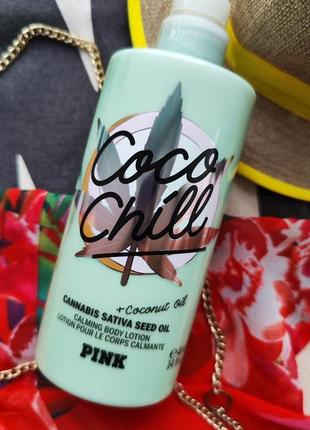 Coco
Chill
+ Coconut Oil
CANNABIS SATIVA SEED OIL
CALMING BODY LOTION
LOTION POUR LE CORPS CALMANTE
PINK